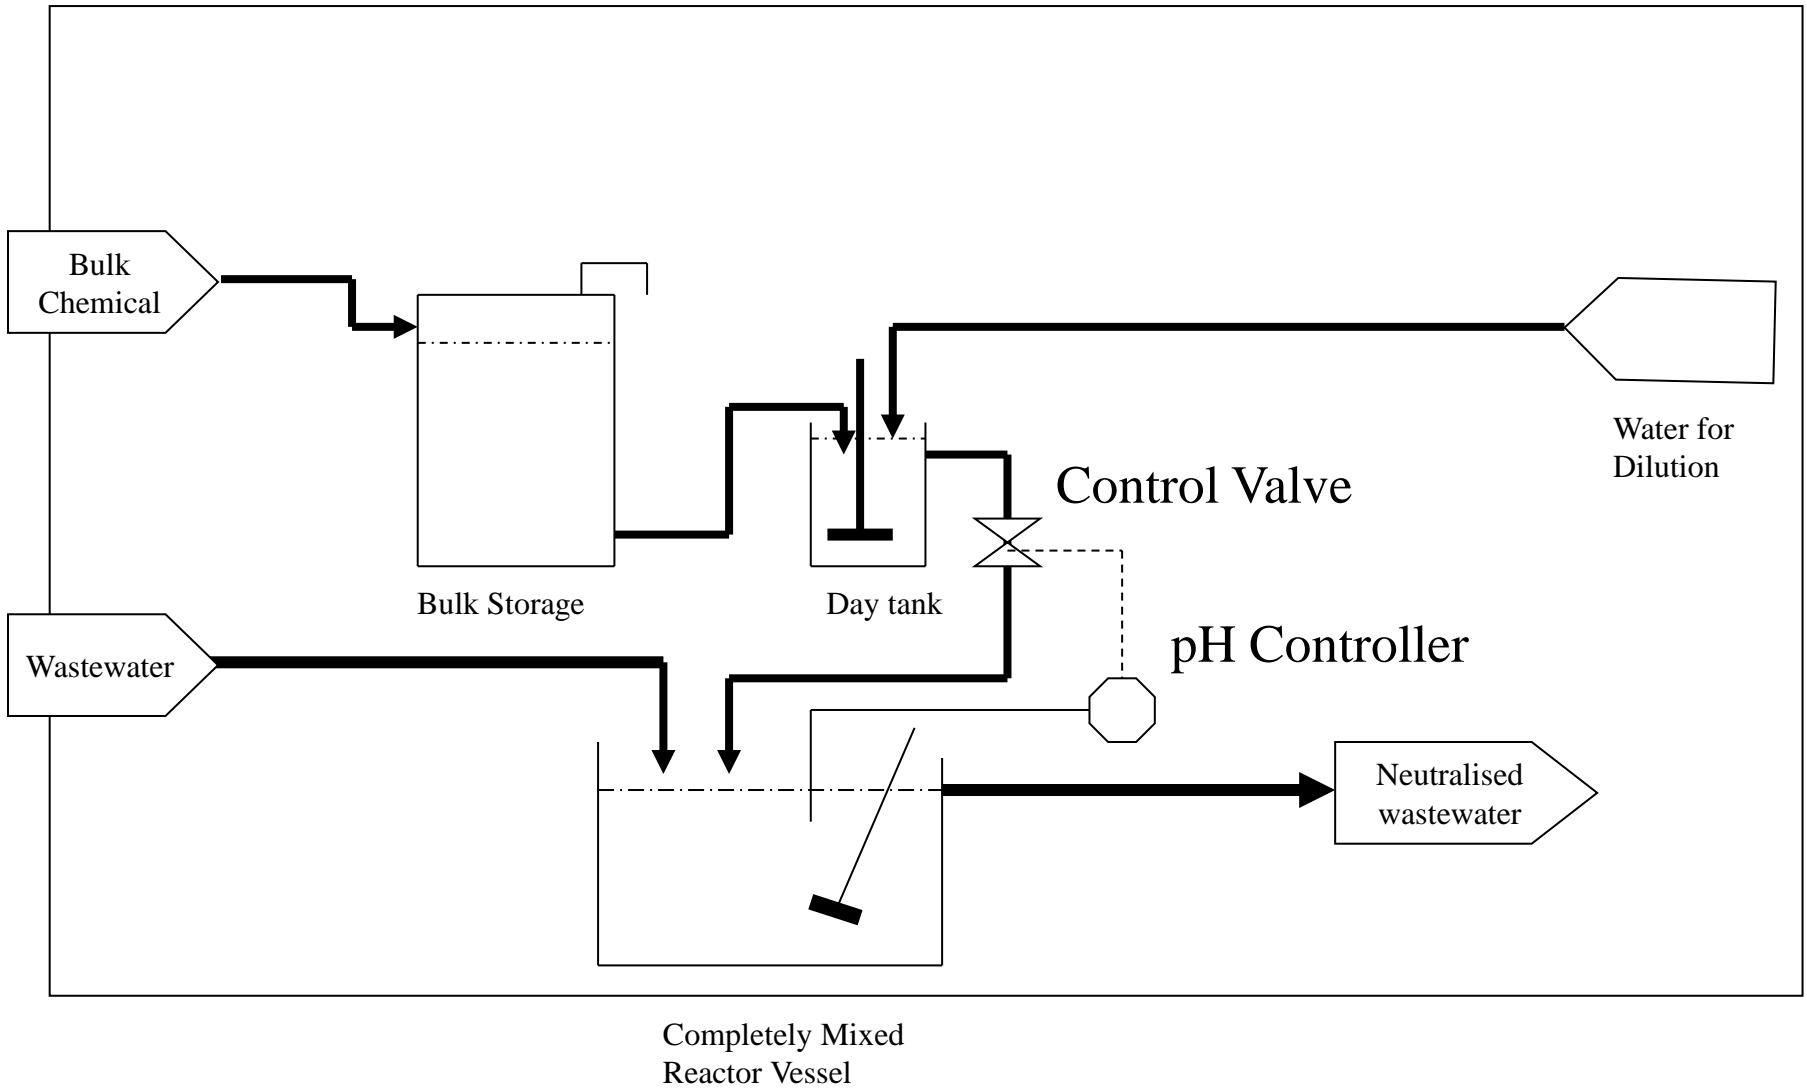 Bulk
Chemical
Water for
Dilution
Control Valve
Bulk Storage
Day tank
pH Controller
Wastewater
Neutralised
wastewater
Completely Mixed
Reactor Vessel